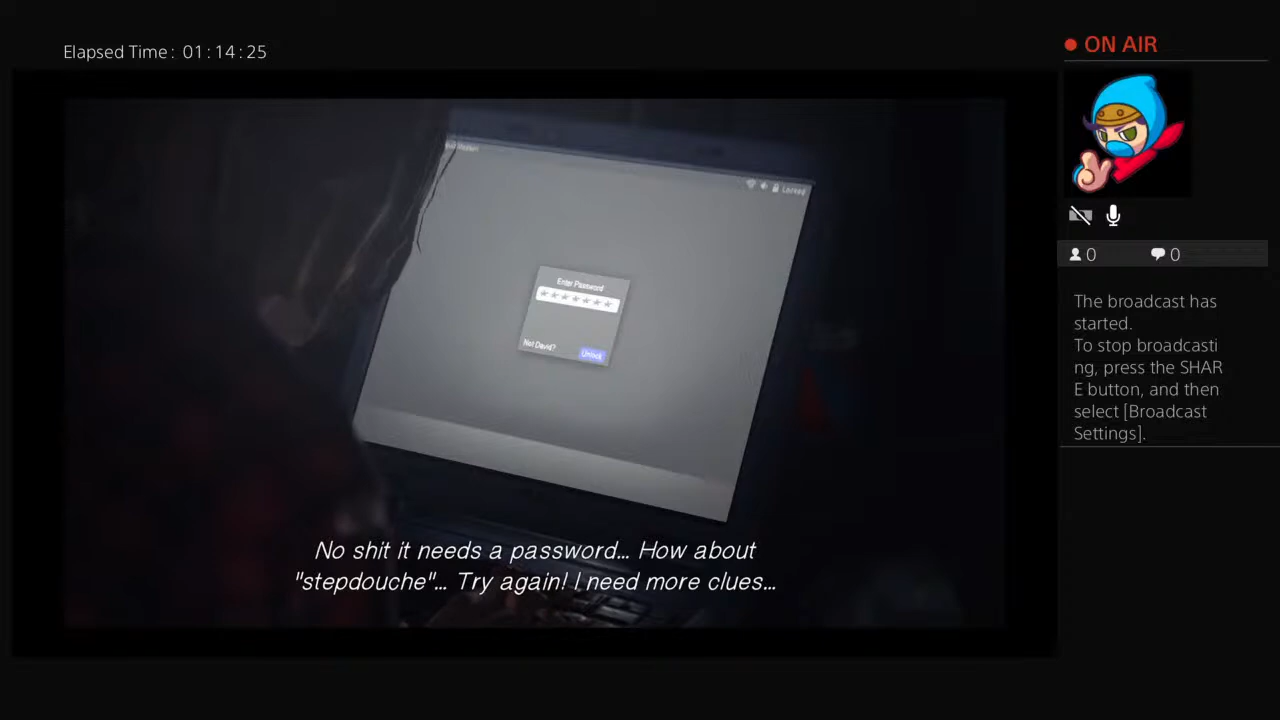 Elapsed Time: 01:14:25
ON AIR
Locked
Enter Password
*******
Not David?
Unlock
0
0
The broadcast has
started.
To stop broadcasti
ng, press the SHAR
E button, and then
select [Broadcast
Settings].
No shit it needs a password... How about
"stepdouche"... Try again! I need more clues...